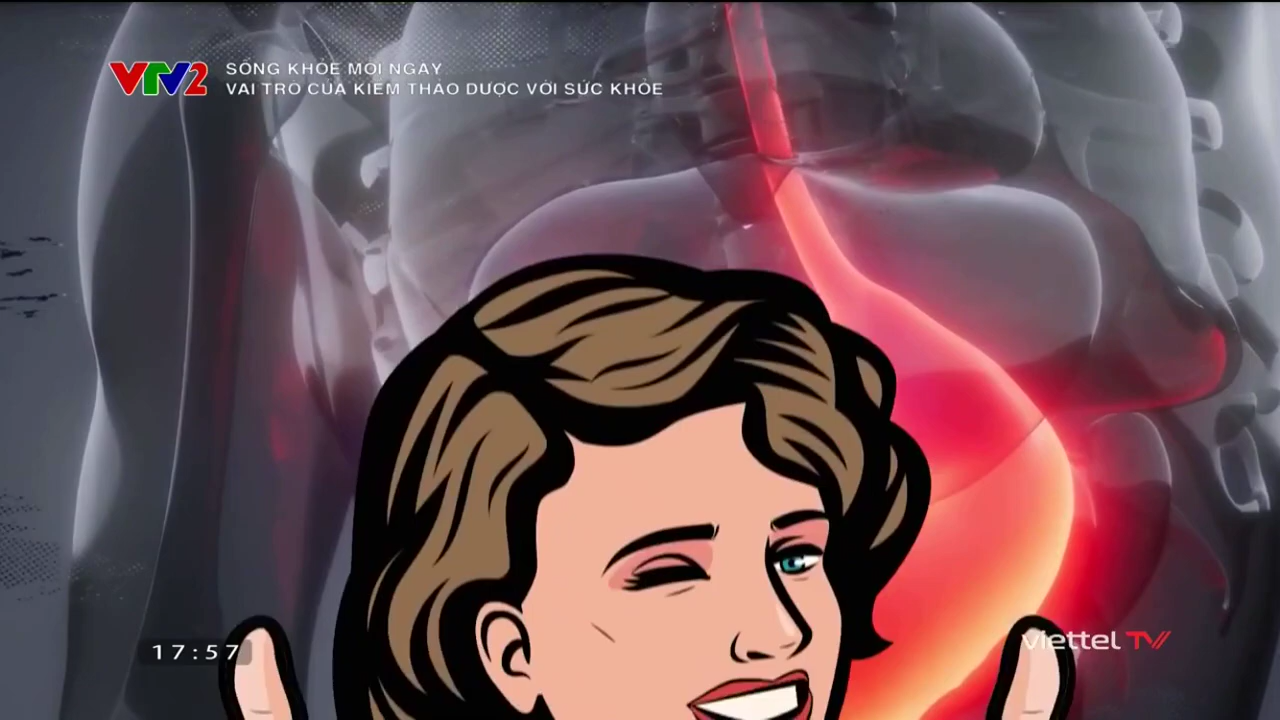 VTV2
SỐNG KHỎE MỖI NGÀY
VAI TRÒ CỦA KIỀM THẢO DƯỢC VỚI SỨC KHỎE
17:57
viettel TV